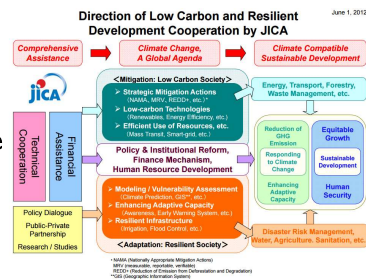 Direction of Low Carbon and Resilient
Development Cooperation by JICA
June 1, 2012
Comprehensive
Assistance
Climate Change,
A Global Agenda
Climate Compatible
Sustainable Development
JICA
Technical
Cooperation
Financial
Assistance
Policy Dialogue
Public-Private
Partnership
Research / Studies
<Mitigation: Low Carbon Society>
➢ Strategic Mitigation Actions
(NAMA, MRV, REDD+, etc.)*
➢ Low-carbon Technologies
(Renewables, Energy Efficiency, etc.)
➢ Efficient Use of Resources, etc.
(Mass Transit, Smart-grid, etc.)
Policy & Institutional Reform,
Finance Mechanism,
Human Resource Development
➢ Modeling / Vulnerability Assessment
(Climate Prediction, GIS**, etc.)
➢ Enhancing Adaptive Capacity
(Awareness, Early Warning System, etc.)
➢ Resilient Infrastructure
(Irrigation, Flood Control, etc.)
<Adaptation: Resilient Society>
Energy, Transport, Forestry,
Waste Management, etc.
Reduction of
GHG
Emission
Responding
to Climate
Change
Enhancing
Adaptive
Capacity
Equitable
Growth
Sustainable
Development
Human
Security
Disaster Risk Management,
Water, Agriculture. Sanitation, etc.
* NAMA (Nationally Appropriate Mitigation Actions)
MRV (measurable, reportable, verifiable)
REDD+ (Reduction of Emission from Deforestation and Degradation)
**GIS (Geographic Information System)